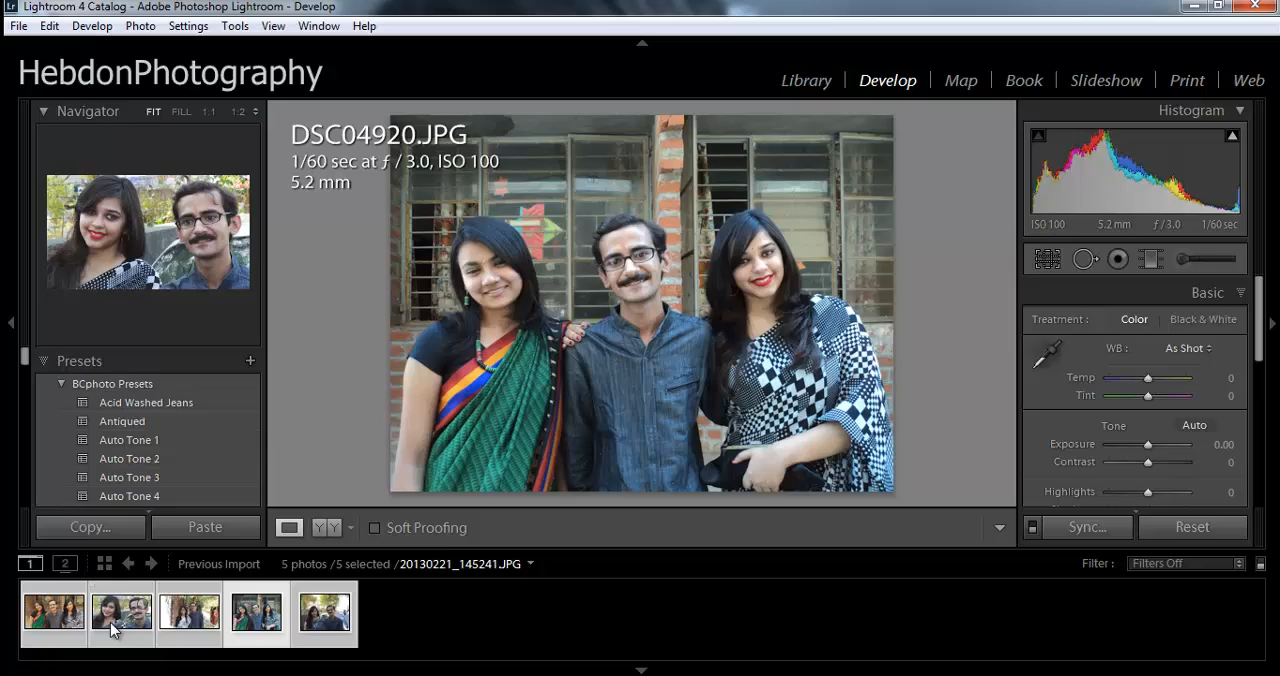 Lr Lightroom 4 Catalog - Adobe Photoshop Lightroom - Develop
File Edit Develop Photo Settings Tools View Window Help
HebdonPhotography
Library Develop Map Book Slideshow Print Web
Navigator FIT FILL 1:1 1:2
Histogram
DSC04920.JPG
1/60 sec at ƒ / 3.0, ISO 100
5.2 mm
ISO 100 5.2 mm ƒ / 3.0 1/60 sec
Basic
Treatment : Color Black & White
WB : As Shot
Temp 0
Tint 0
Tone Auto
Exposure 0.00
Contrast 0
Highlights 0
Presets +
BCphoto Presets
Acid Washed Jeans
Antiqued
Auto Tone 1
Auto Tone 2
Auto Tone 3
Auto Tone 4
Copy... Paste
Y Y Soft Proofing
Sync... Reset
1 2 Previous Import 5 photos / 5 selected / 20130221_145241.JPG Filter : Filters Off